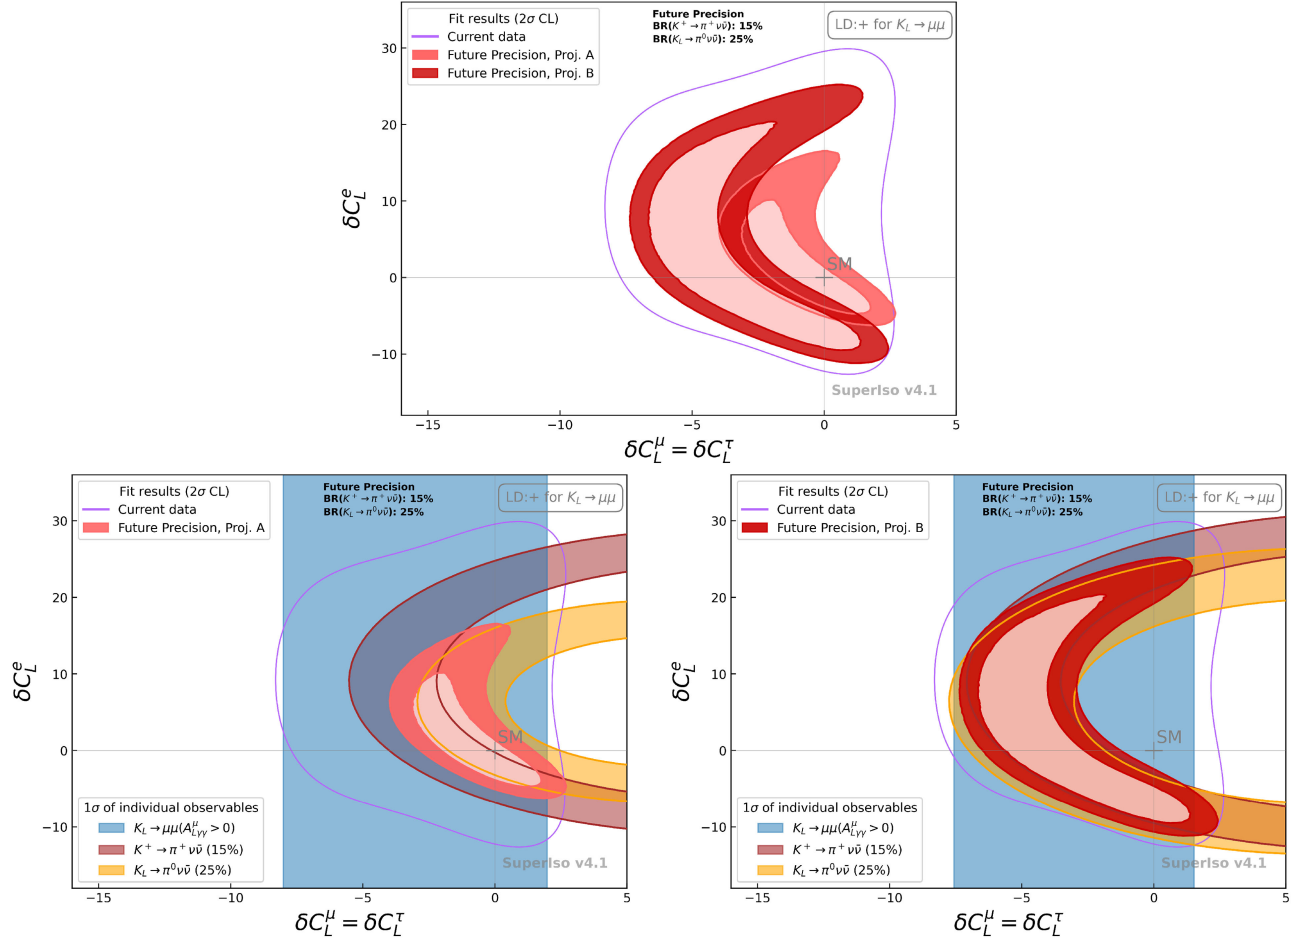 Fit results (2σ CL)
Current data
Future Precision, Proj. A
Future Precision, Proj. B
Future Precision
BR(K⁺ → π⁺νν̄): 15%
BR(K_L → π⁰νν̄): 25%
LD:+ for K_L → μμ
30
20
10
0
−10
δC_L^e
SM
SuperIso v4.1
−15
−10
−5
0
5
δC_L^μ = δC_L^τ
Fit results (2σ CL)
Current data
Future Precision, Proj. A
Future Precision
BR(K⁺ → π⁺νν̄): 15%
BR(K_L → π⁰νν̄): 25%
LD:+ for K_L → μμ
30
20
10
0
−10
δC_L^e
SM
1σ of individual observables
K_L → μμ(A_{Lγγ}^μ > 0)
K⁺ → π⁺νν̄ (15%)
K_L → π⁰νν̄ (25%)
SuperIso v4.1
−15
−10
−5
0
5
δC_L^μ = δC_L^τ
Fit results (2σ CL)
Current data
Future Precision, Proj. B
Future Precision
BR(K⁺ → π⁺νν̄): 15%
BR(K_L → π⁰νν̄): 25%
LD:+ for K_L → μμ
30
20
10
0
−10
δC_L^e
SM
1σ of individual observables
K_L → μμ(A_{Lγγ}^μ > 0)
K⁺ → π⁺νν̄ (15%)
K_L → π⁰νν̄ (25%)
SuperIso v4.1
−15
−10
−5
0
5
δC_L^μ = δC_L^τ